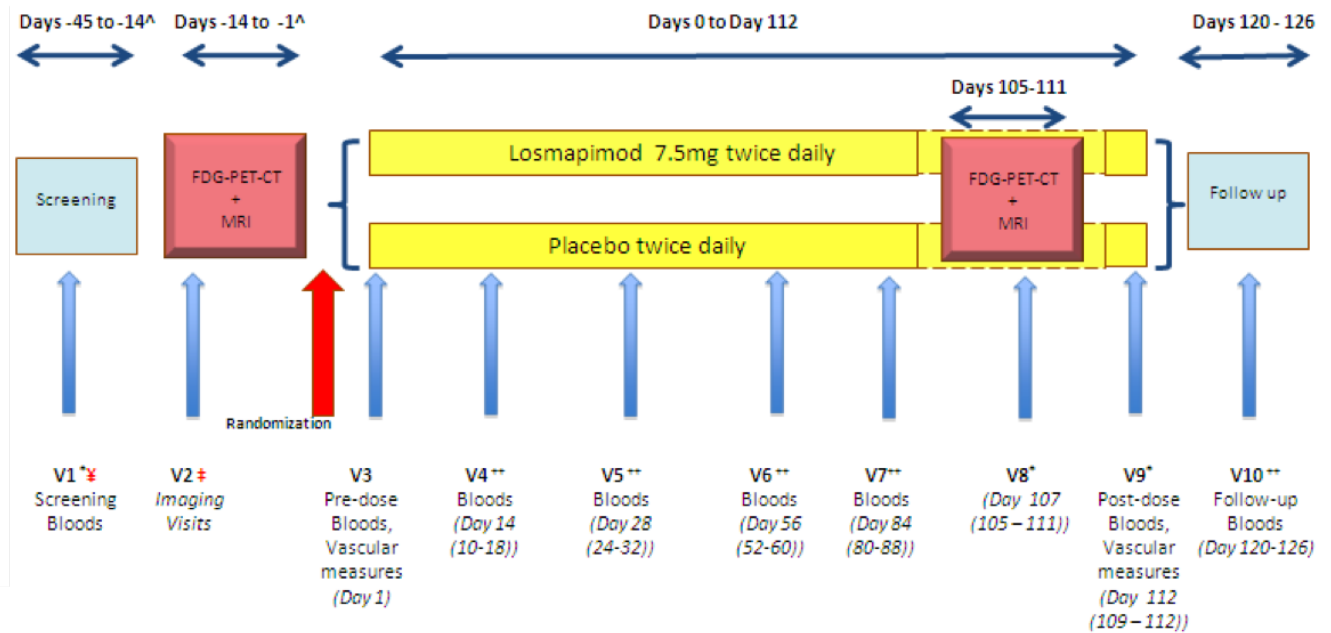 Days -45 to -14^
Days -14 to -1^
Days 0 to Day 112
Days 120 - 126
Days 105-111
Screening
FDG-PET-CT
+
MRI
Losmapimod 7.5mg twice daily
Placebo twice daily
FDG-PET-CT
+
MRI
Follow up
Randomization
V1 *¥
Screening
Bloods
V2 ‡
Imaging
Visits
V3
Pre-dose
Bloods,
Vascular
measures
(Day 1)
V4 ++
Bloods
(Day 14
(10-18))
V5 ++
Bloods
(Day 28
(24-32))
V6 ++
Bloods
(Day 56
(52-60))
V7++
Bloods
(Day 84
(80-88))
V8*
(Day 107
(105 – 111))
V9*
Post-dose
Bloods,
Vascular
measures
(Day 112
(109 – 112))
V10 ++
Follow-up
Bloods
(Day 120-126)